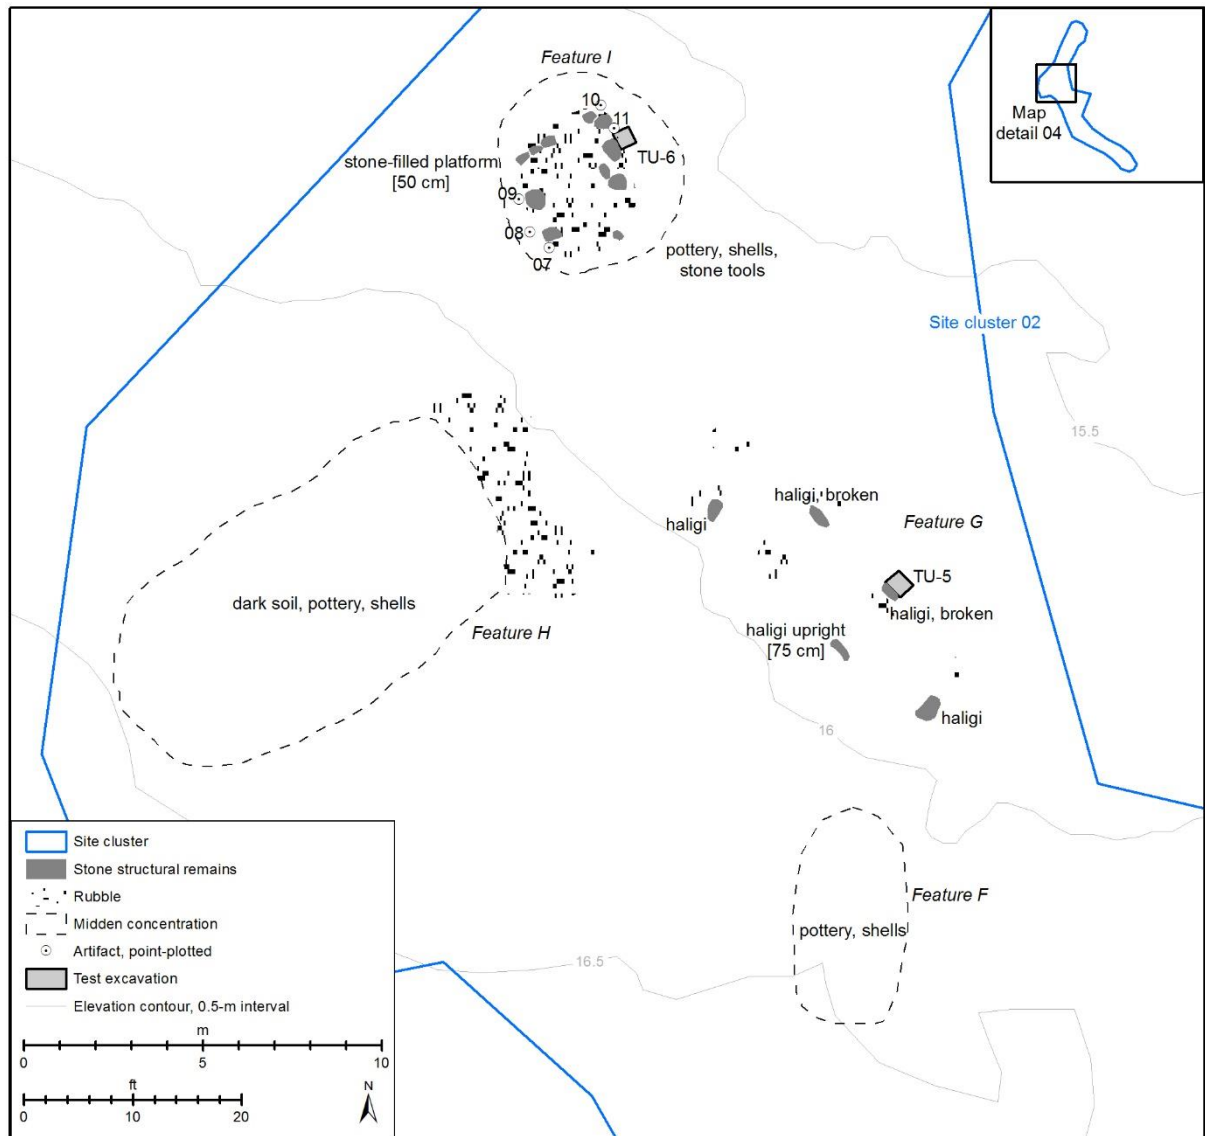 Feature I
10
11
TU-6
stone-filled platform
[50 cm]
09
08
07
pottery, shells,
stone tools
Map
detail 04
Site cluster 02
15.5
haligi, broken
haligi
Feature G
TU-5
haligi, broken
dark soil, pottery, shells
Feature H
haligi upright
[75 cm]
haligi
16
Feature F
pottery, shells
16.5
Site cluster
Stone structural remains
Rubble
Midden concentration
Artifact, point-plotted
Test excavation
Elevation contour, 0.5-m interval
m
0 5 10
ft
0 10 20
N